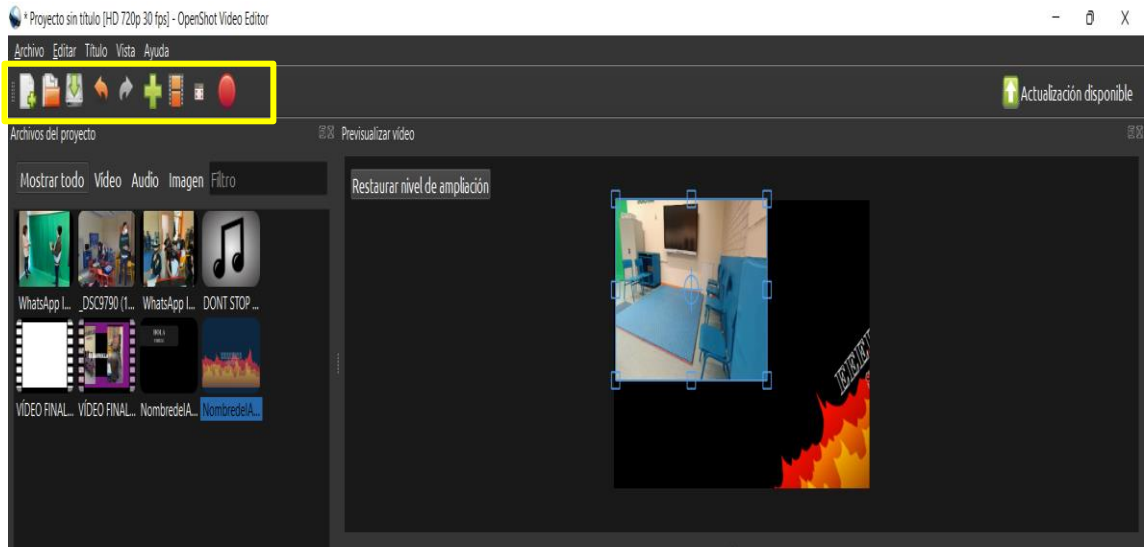 * Proyecto sin título [HD 720p 30 fps] - OpenShot Video Editor
Archivo Editar Título Vista Ayuda
Actualización disponible
Archivos del proyecto
Previsualizar vídeo
Mostrar todo Vídeo Audio Imagen Filtro
Restaurar nivel de ampliación
WhatsApp I... _DSC9790 (1... WhatsApp I... DONT STOP ...
HOLA
VÍDEO FINAL... VÍDEO FINAL... NombredelA... NombredelA...